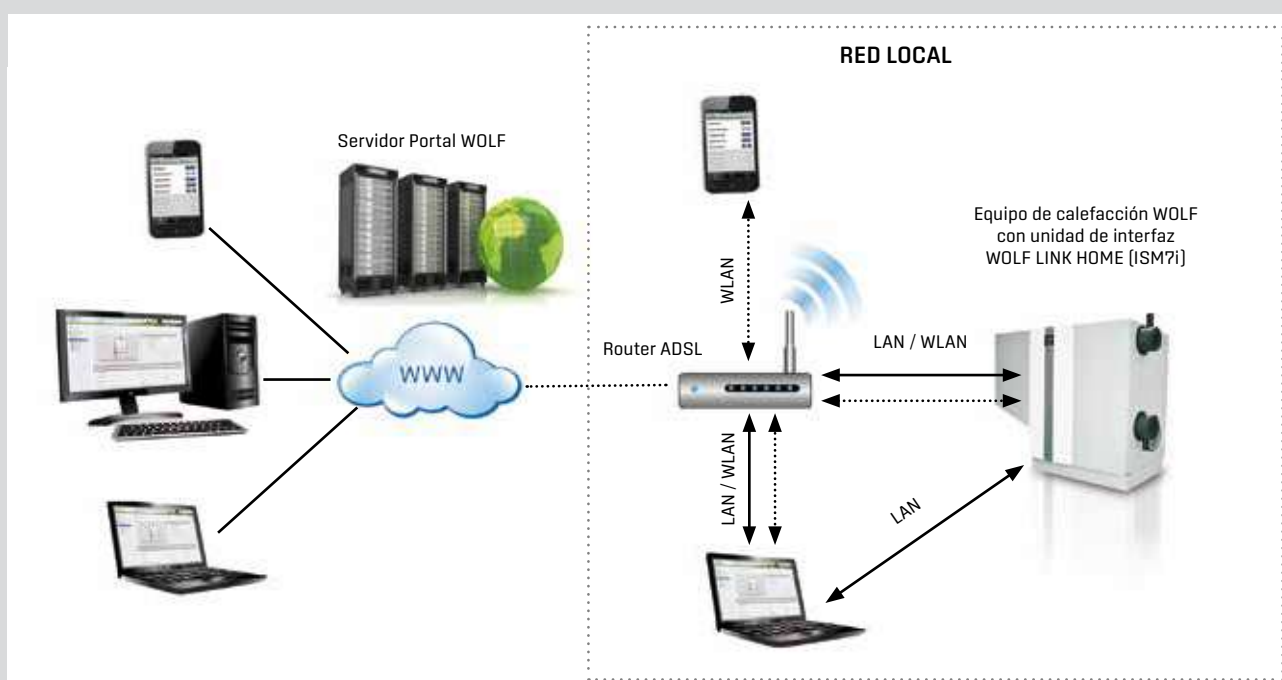 RED LOCAL
Servidor Portal WOLF
Equipo de calefacción WOLF
con unidad de interfaz
WOLF LINK HOME (ISM7i)
WLAN
Router ADSL
LAN / WLAN
WWW
LAN / WLAN
LAN